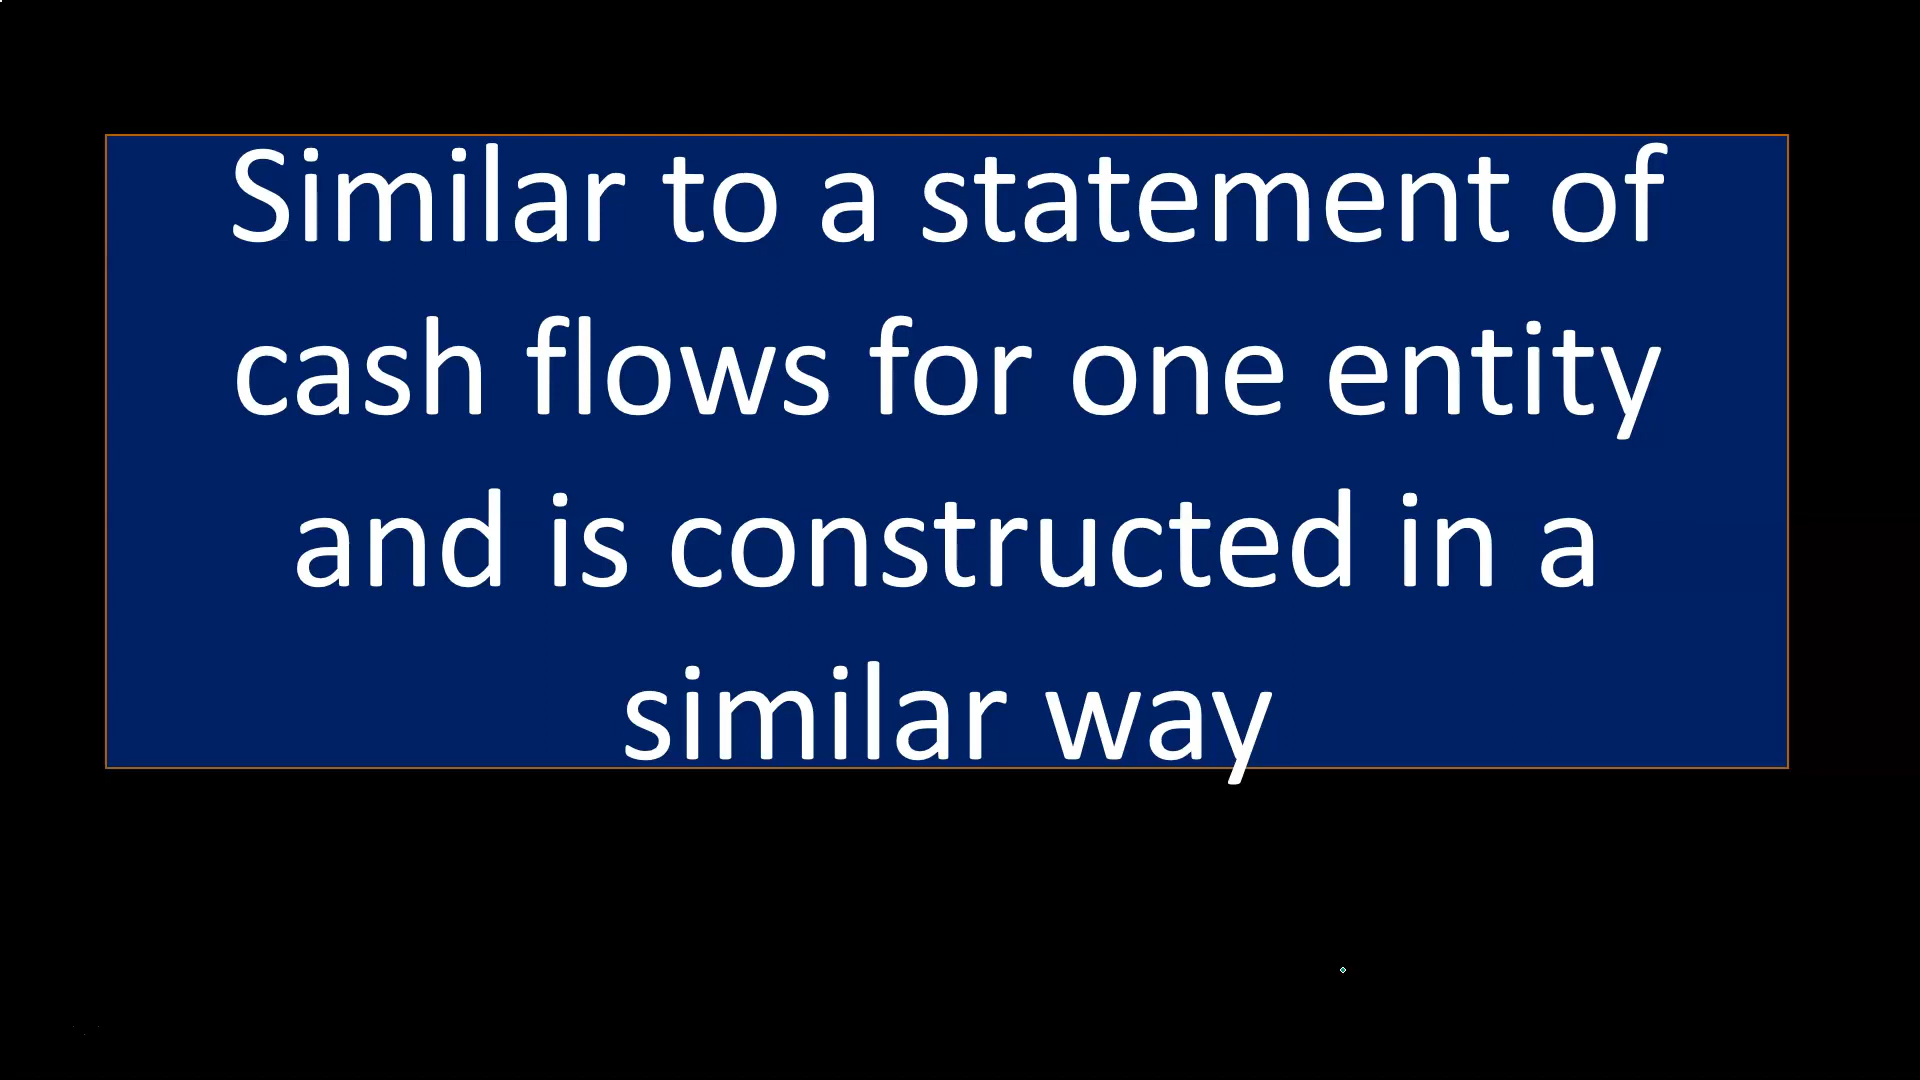 Similar to a statement of
cash flows for one entity
and is constructed in a
similar way